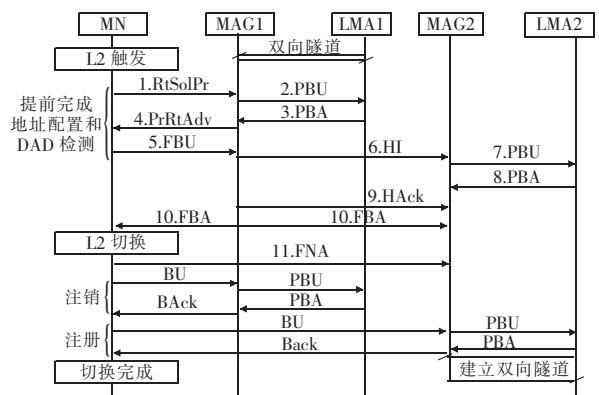 MN MAG1 LMA1 MAG2 LMA2
双向隧道
L2 触发
1.RtSolPr
2.PBU
3.PBA
提前完成
地址配置和
DAD 检测
4.PrRtAdv
5.FBU
6.HI
7.PBU
8.PBA
9.HAck
10.FBA 10.FBA
L2 切换
11.FNA
注销
BU PBU
BAck PBA
注册
BU PBU
Back PBA
切换完成
建立双向隧道